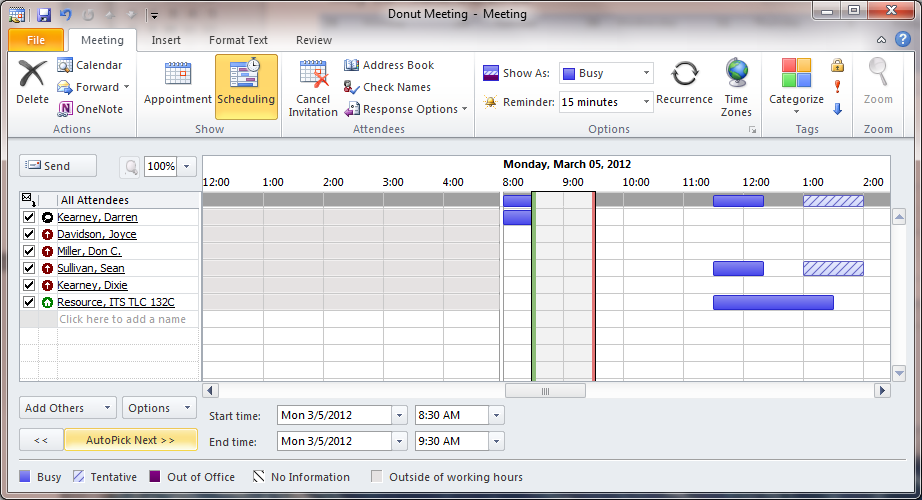 Donut Meeting - Meeting
File Meeting Insert Format Text Review
Delete
Calendar
Forward
OneNote
Actions
Appointment
Scheduling
Show
Cancel
Invitation
Address Book
Check Names
Response Options
Attendees
Show As: Busy
Reminder: 15 minutes
Recurrence
Time
Zones
Options
Categorize
Tags
Zoom
Zoom
Send
100%
Monday, March 05, 2012
12:00 1:00 2:00 3:00 4:00 8:00 9:00 10:00 11:00 12:00 1:00 2:00
All Attendees
Kearney, Darren
Davidson, Joyce
Miller, Don C.
Sullivan, Sean
Kearney, Dixie
Resource, ITS TLC 132C
Click here to add a name
Add Others
Options
<< AutoPick Next >>
Start time: Mon 3/5/2012 8:30 AM
End time: Mon 3/5/2012 9:30 AM
Busy Tentative Out of Office No Information Outside of working hours